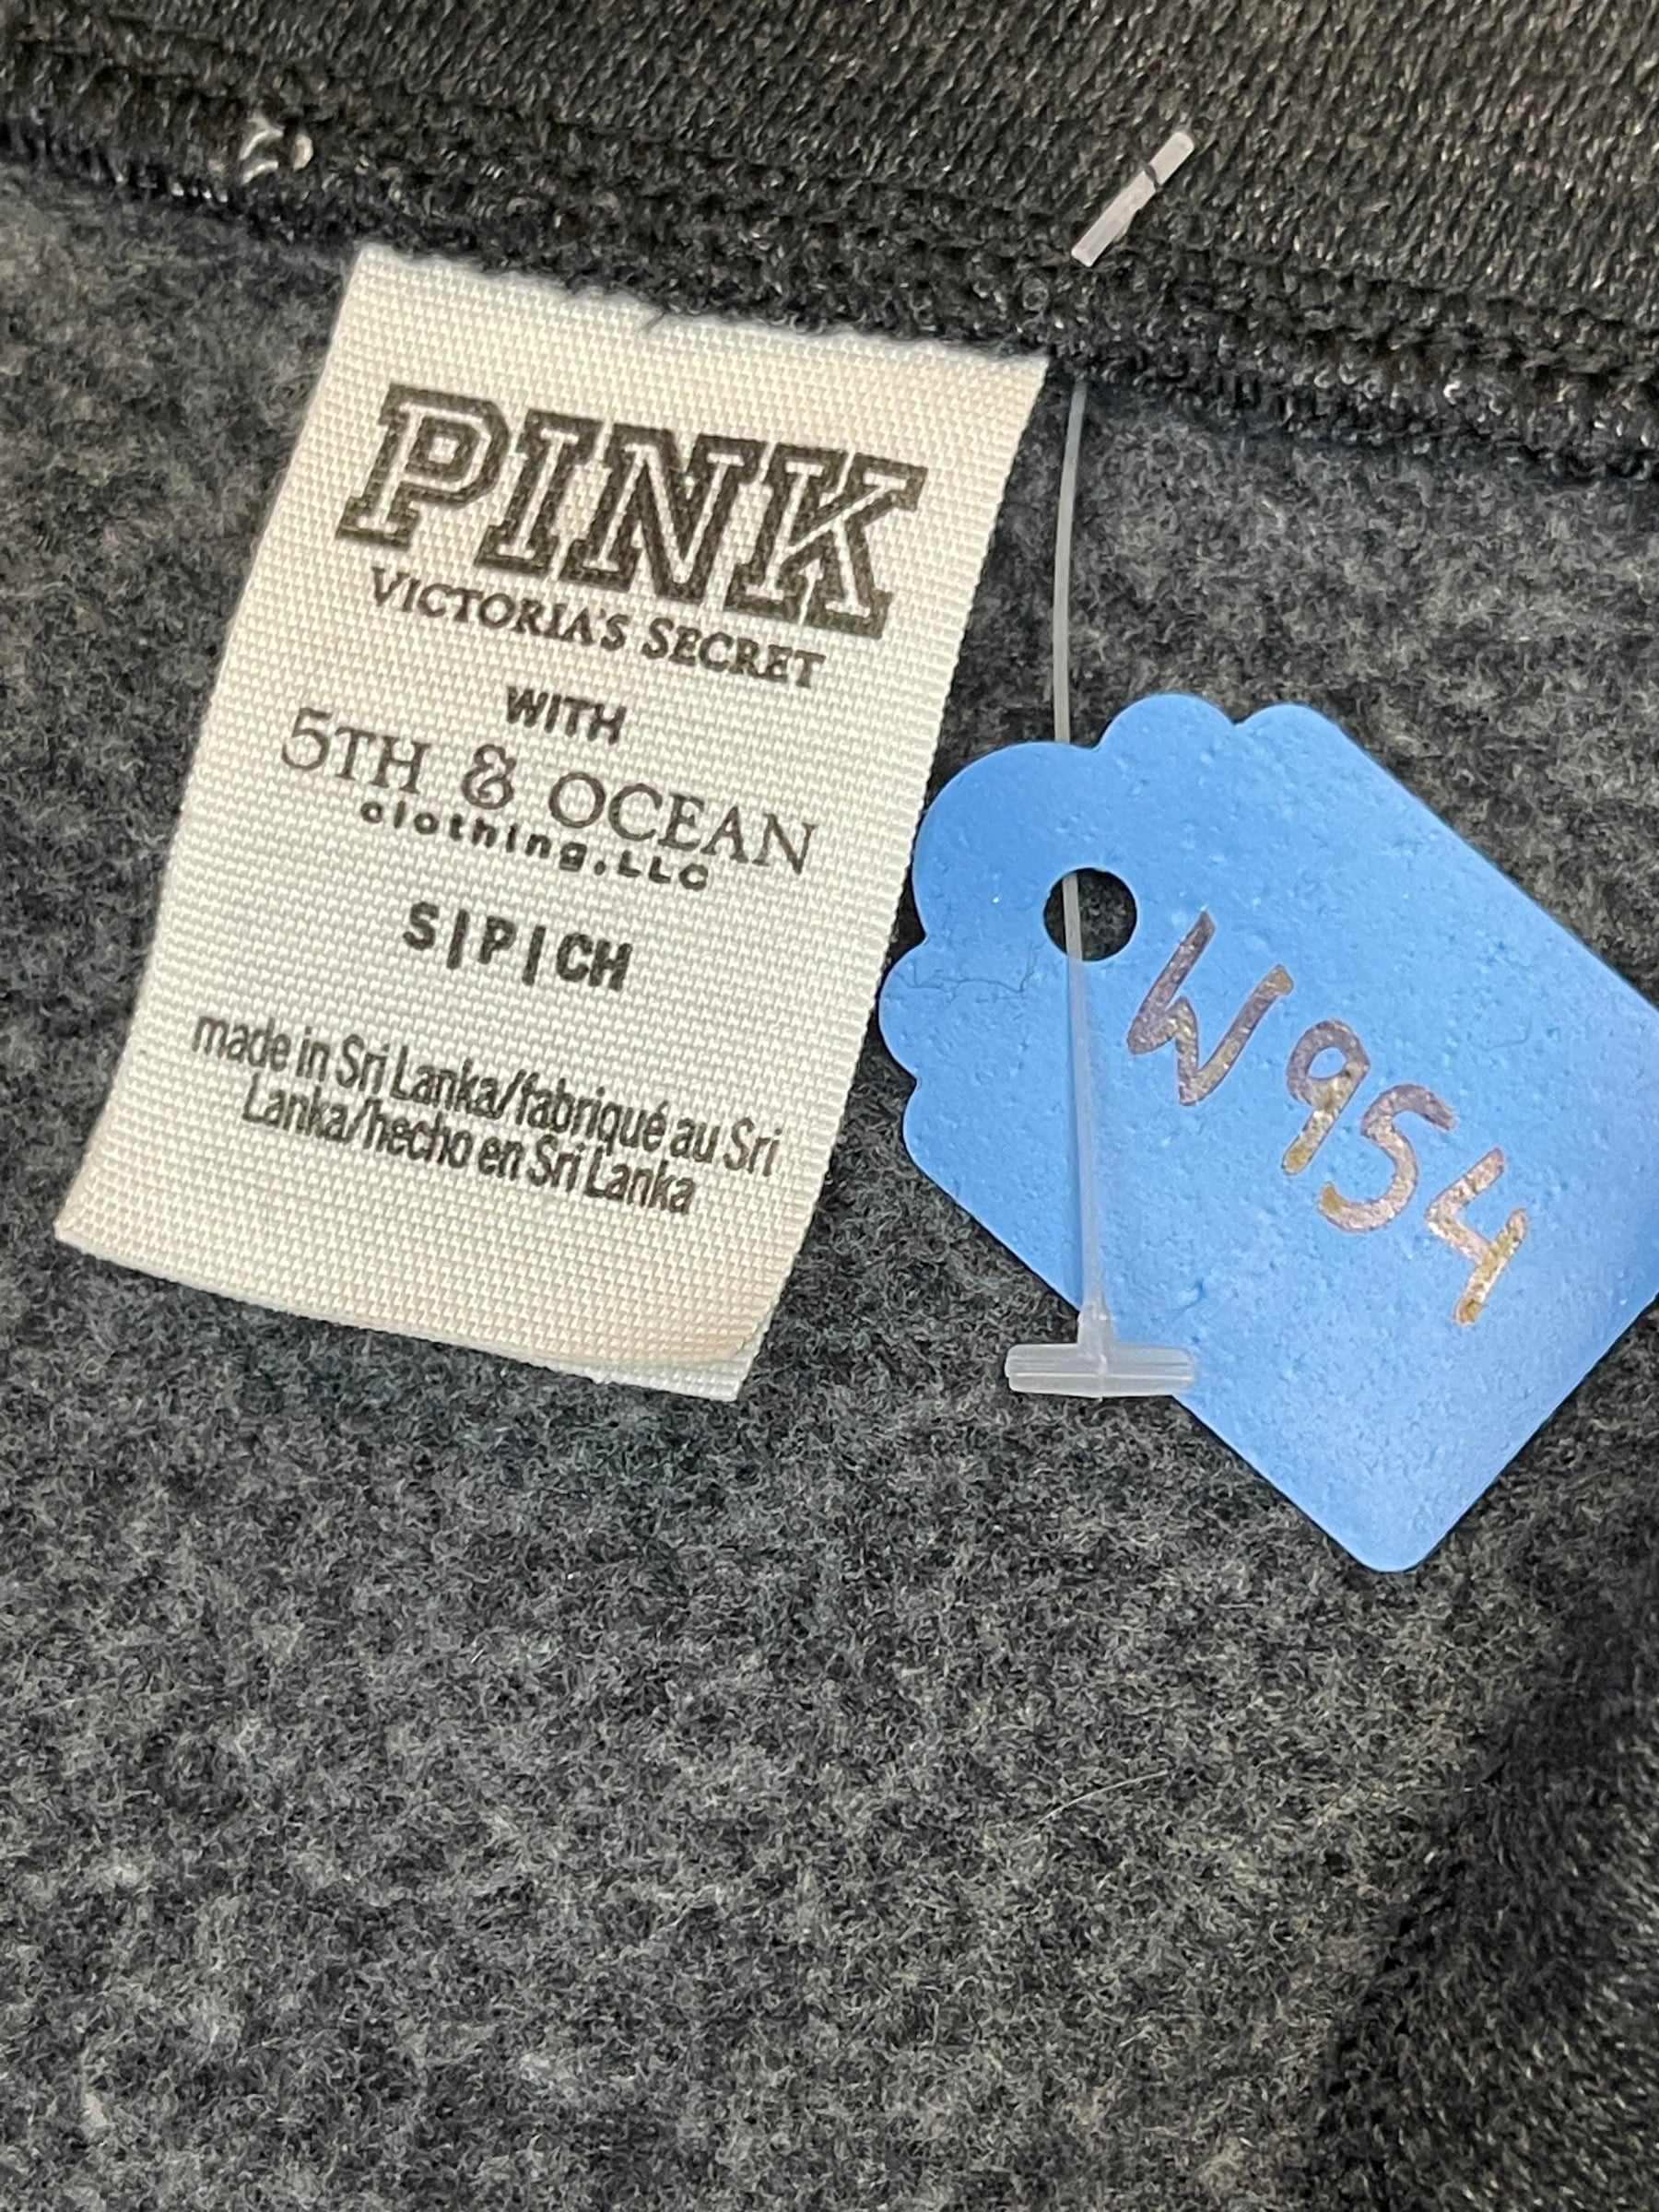 PINK
VICTORIA'S SECRET
WITH
5TH & OCEAN
clothing, LLC
S|P|CH
made in Sri Lanka/fabriqué au Sri
Lanka/hecho en Sri Lanka
W954